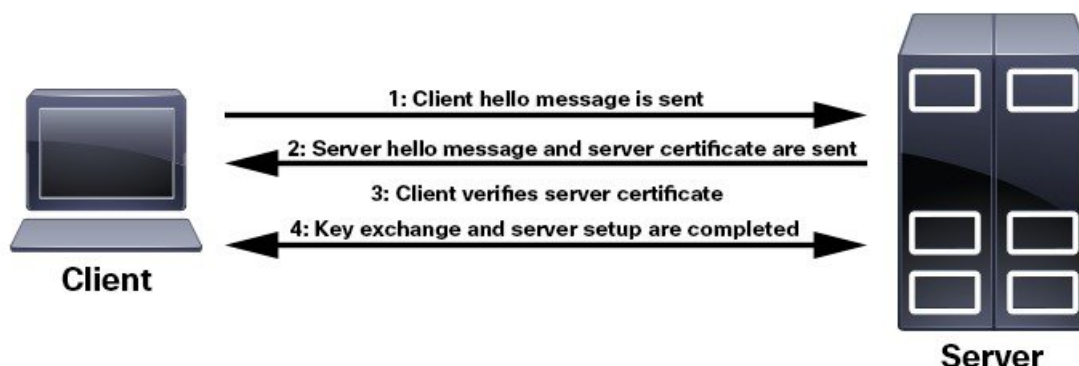 1: Client hello message is sent
2: Server hello message and server certificate are sent
3: Client verifies server certificate
4: Key exchange and server setup are completed
Client
Server